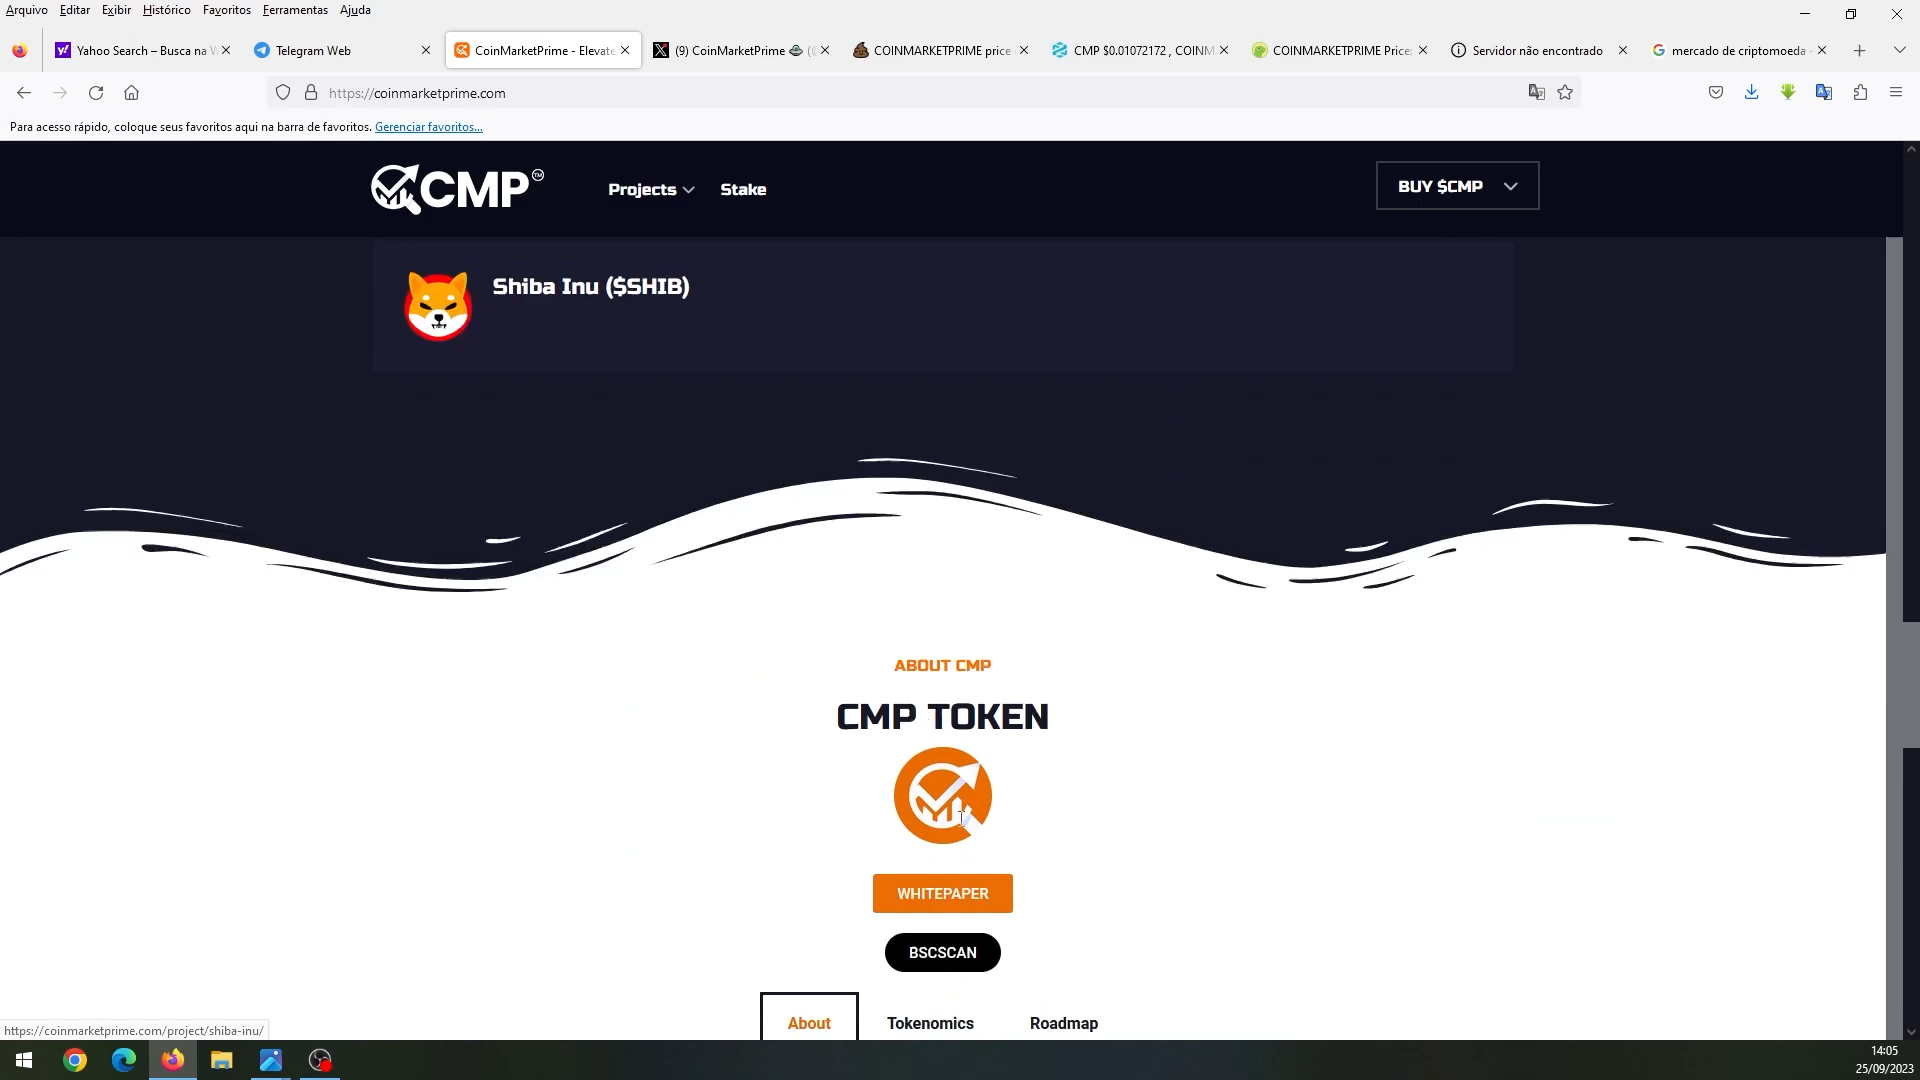 Arquivo Editar Exibir Histórico Favoritos Ferramentas Ajuda
Yahoo Search – Busca na W
Telegram Web
CoinMarketPrime - Elevate
(9) CoinMarketPrime
COINMARKETPRIME price
CMP $0.01072172 , COINM
COINMARKETPRIME Price:
Servidor não encontrado
mercado de criptomoeda -
https://coinmarketprime.com
Para acesso rápido, coloque seus favoritos aqui na barra de favoritos. Gerenciar favoritos...
CMP TM
Projects
Stake
BUY $CMP
Shiba Inu ($SHIB)
ABOUT CMP
CMP TOKEN
WHITEPAPER
BSCSCAN
About
Tokenomics
Roadmap
https://coinmarketprime.com/project/shiba-inu/
14:05
25/09/2023